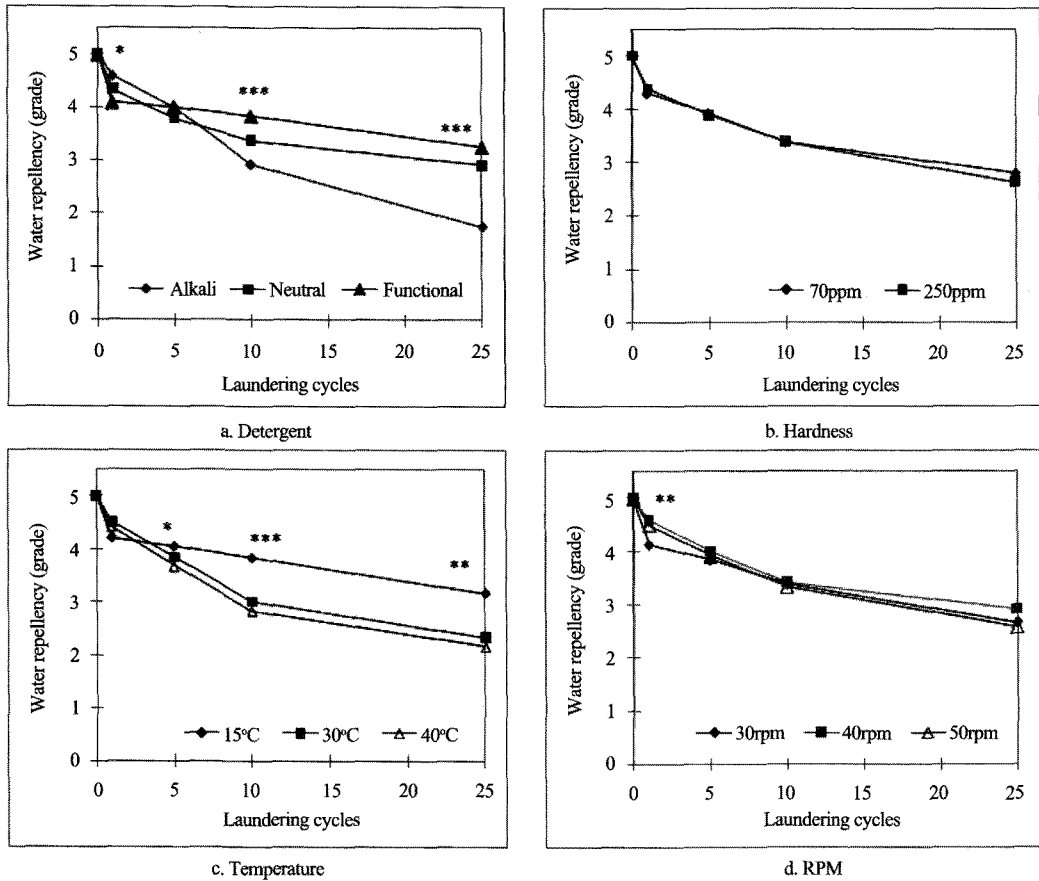 Water repellency (grade)
5
4
3
2
1
0
*
***
***
Alkali Neutral Functional
0 5 10 15 20 25
Laundering cycles
a. Detergent
Water repellency (grade)
5
4
3
2
1
0
70ppm 250ppm
0 5 10 15 20 25
Laundering cycles
b. Hardness
Water repellency (grade)
5
4
3
2
1
0
*
***
**
15°C 30°C 40°C
0 5 10 15 20 25
Laundering cycles
c. Temperature
Water repellency (grade)
5
4
3
2
1
0
**
30rpm 40rpm 50rpm
0 5 10 15 20 25
Laundering cycles
d. RPM